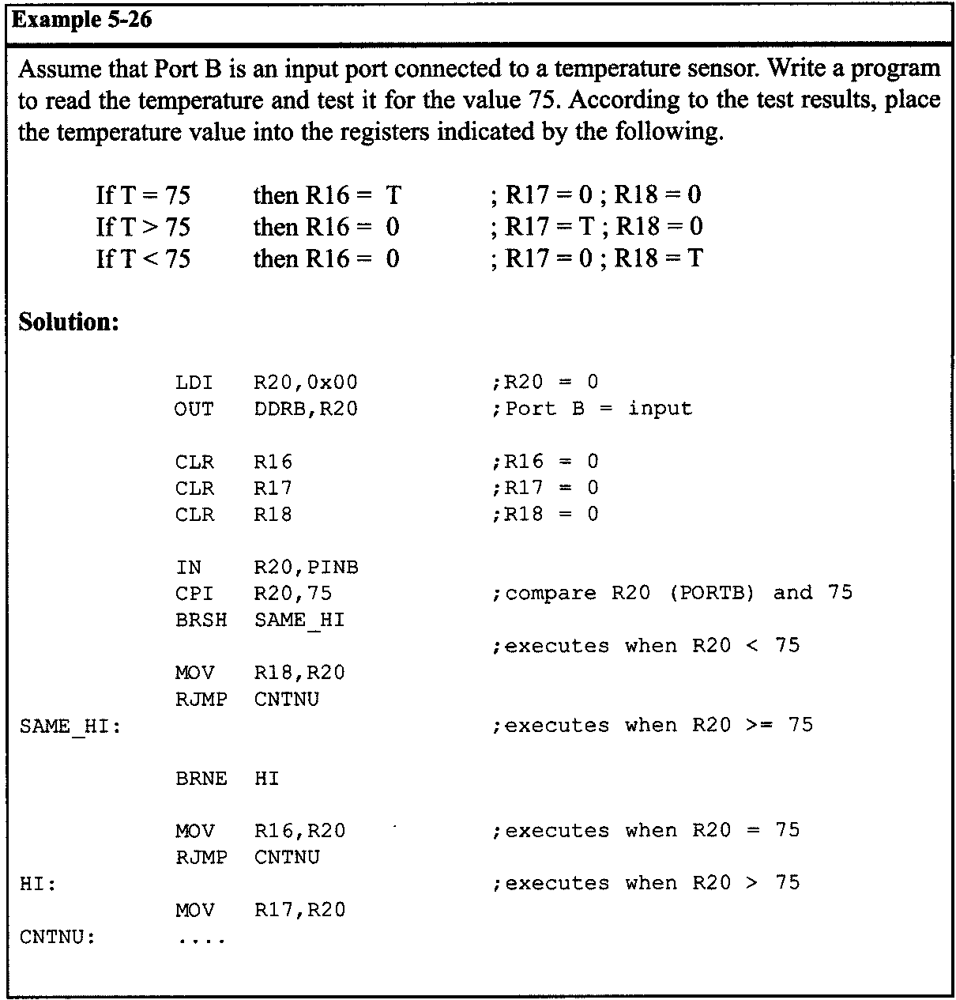 Example 5-26
Assume that Port B is an input port connected to a temperature sensor. Write a program
to read the temperature and test it for the value 75. According to the test results, place
the temperature value into the registers indicated by the following.
If T = 75 then R16 = T ; R17 = 0 ; R18 = 0
If T > 75 then R16 = 0 ; R17 = T ; R18 = 0
If T < 75 then R16 = 0 ; R17 = 0 ; R18 = T
Solution:
LDI R20,0x00 ;R20 = 0
OUT DDRB,R20 ;Port B = input
CLR R16 ;R16 = 0
CLR R17 ;R17 = 0
CLR R18 ;R18 = 0
IN R20,PINB
CPI R20,75 ;compare R20 (PORTB) and 75
BRSH SAME_HI
;executes when R20 < 75
MOV R18,R20
RJMP CNTNU
SAME_HI: ;executes when R20 >= 75
BRNE HI
MOV R16,R20 ;executes when R20 = 75
RJMP CNTNU
HI: ;executes when R20 > 75
MOV R17,R20
CNTNU: ....